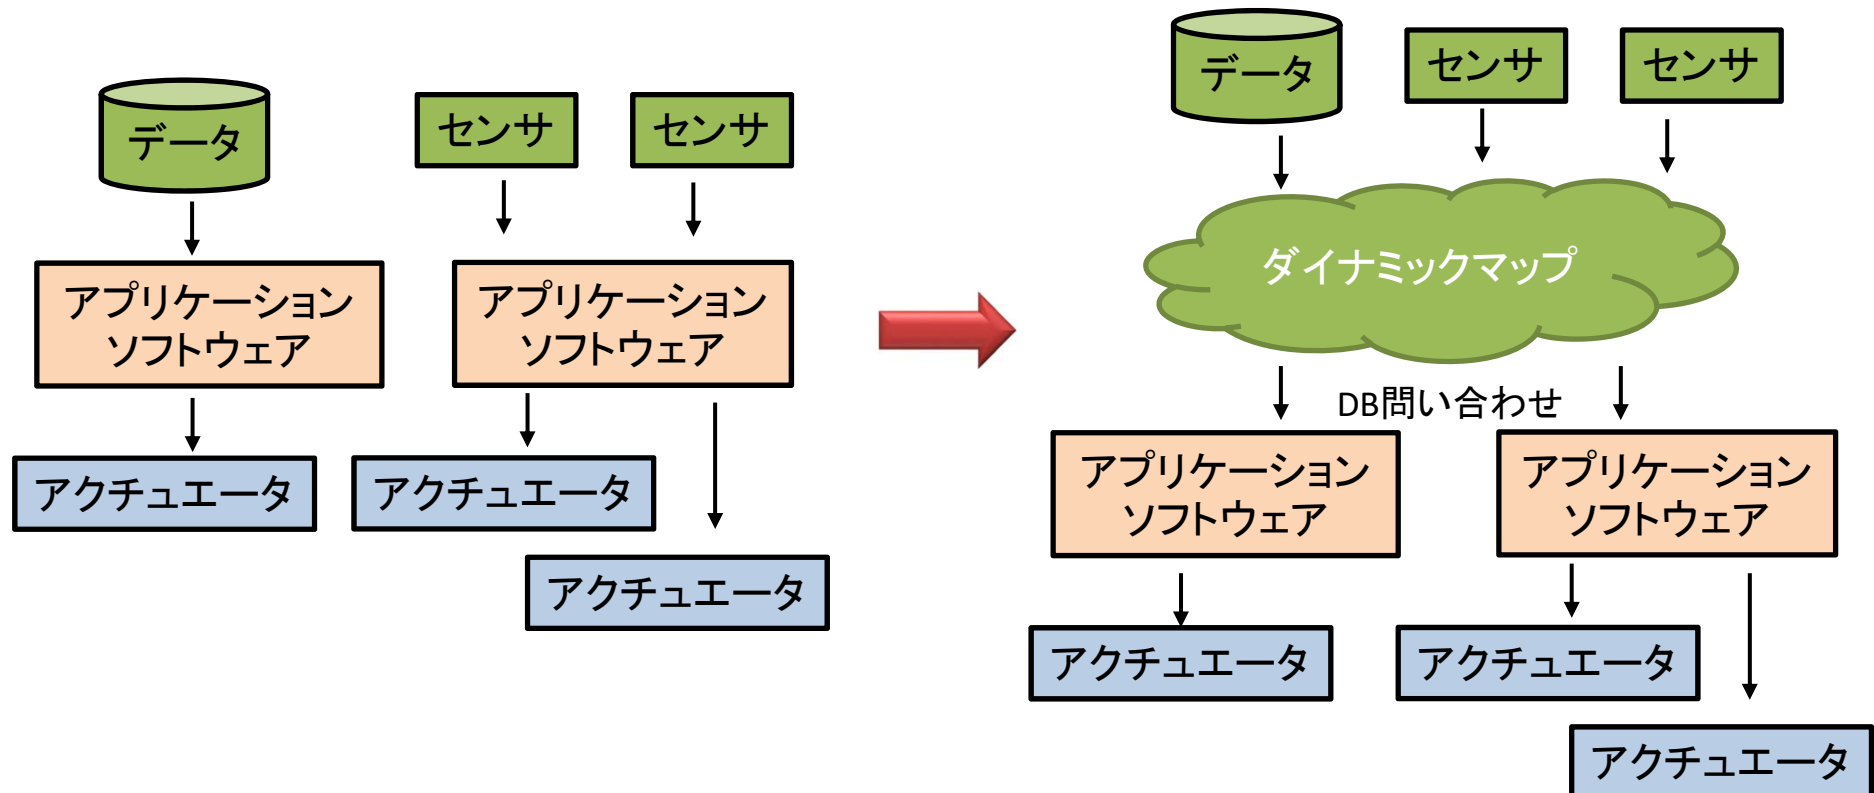 データ
センサ
センサ
アプリケーション
ソフトウェア
アプリケーション
ソフトウェア
アクチュエータ
アクチュエータ
アクチュエータ
データ
センサ
センサ
ダイナミックマップ
DB問い合わせ
アプリケーション
ソフトウェア
アプリケーション
ソフトウェア
アクチュエータ
アクチュエータ
アクチュエータ